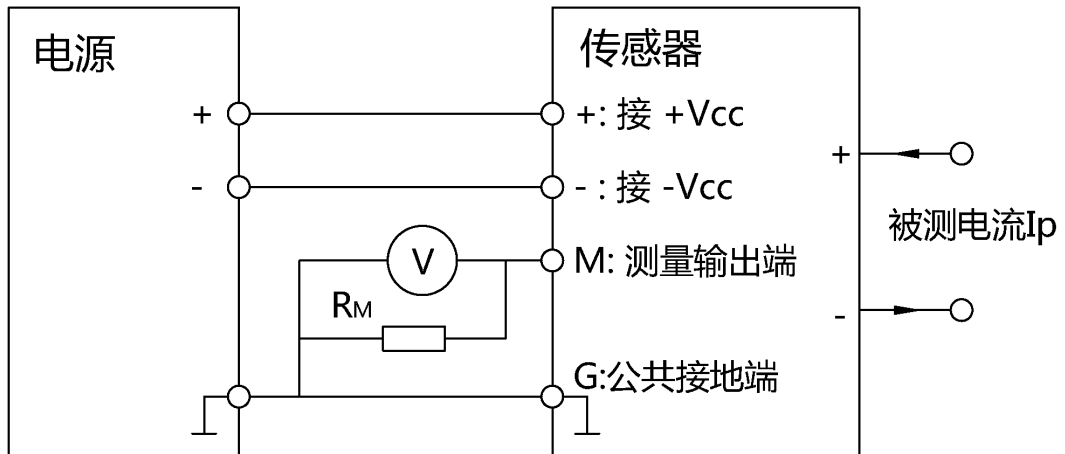 电源
传感器
+
+: 接 +Vcc
+
-
- : 接 -Vcc
被测电流Ip
V
M: 测量输出端
RM
-
G:公共接地端